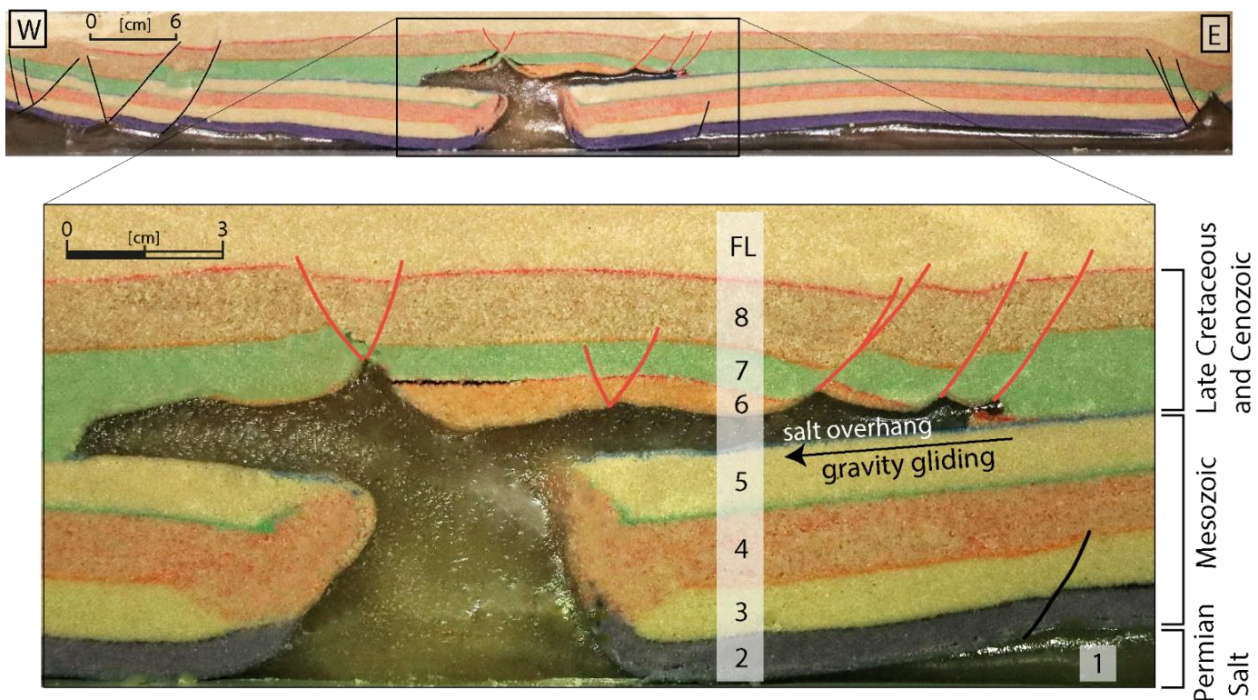 W
0 [cm] 6
E
0 [cm] 3
FL
8
7
6
5
4
3
2
1
salt overhang
gravity gliding
Late Cretaceous
and Cenozoic
Mesozoic
Permian
Salt